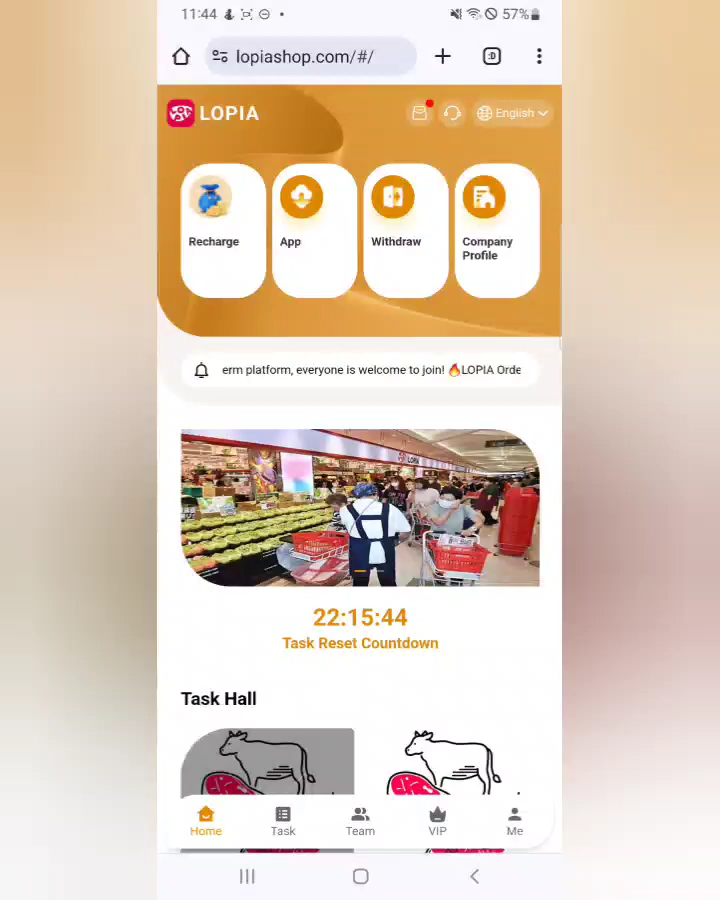 11:44
57%
lopiashop.com/#/
:D
LOPIA
English
Recharge
App
Withdraw
Company
Profile
erm platform, everyone is welcome to join! 🔥LOPIA Orde
LOPIA
22:15:44
Task Reset Countdown
Task Hall
Home
Task
Team
VIP
Me